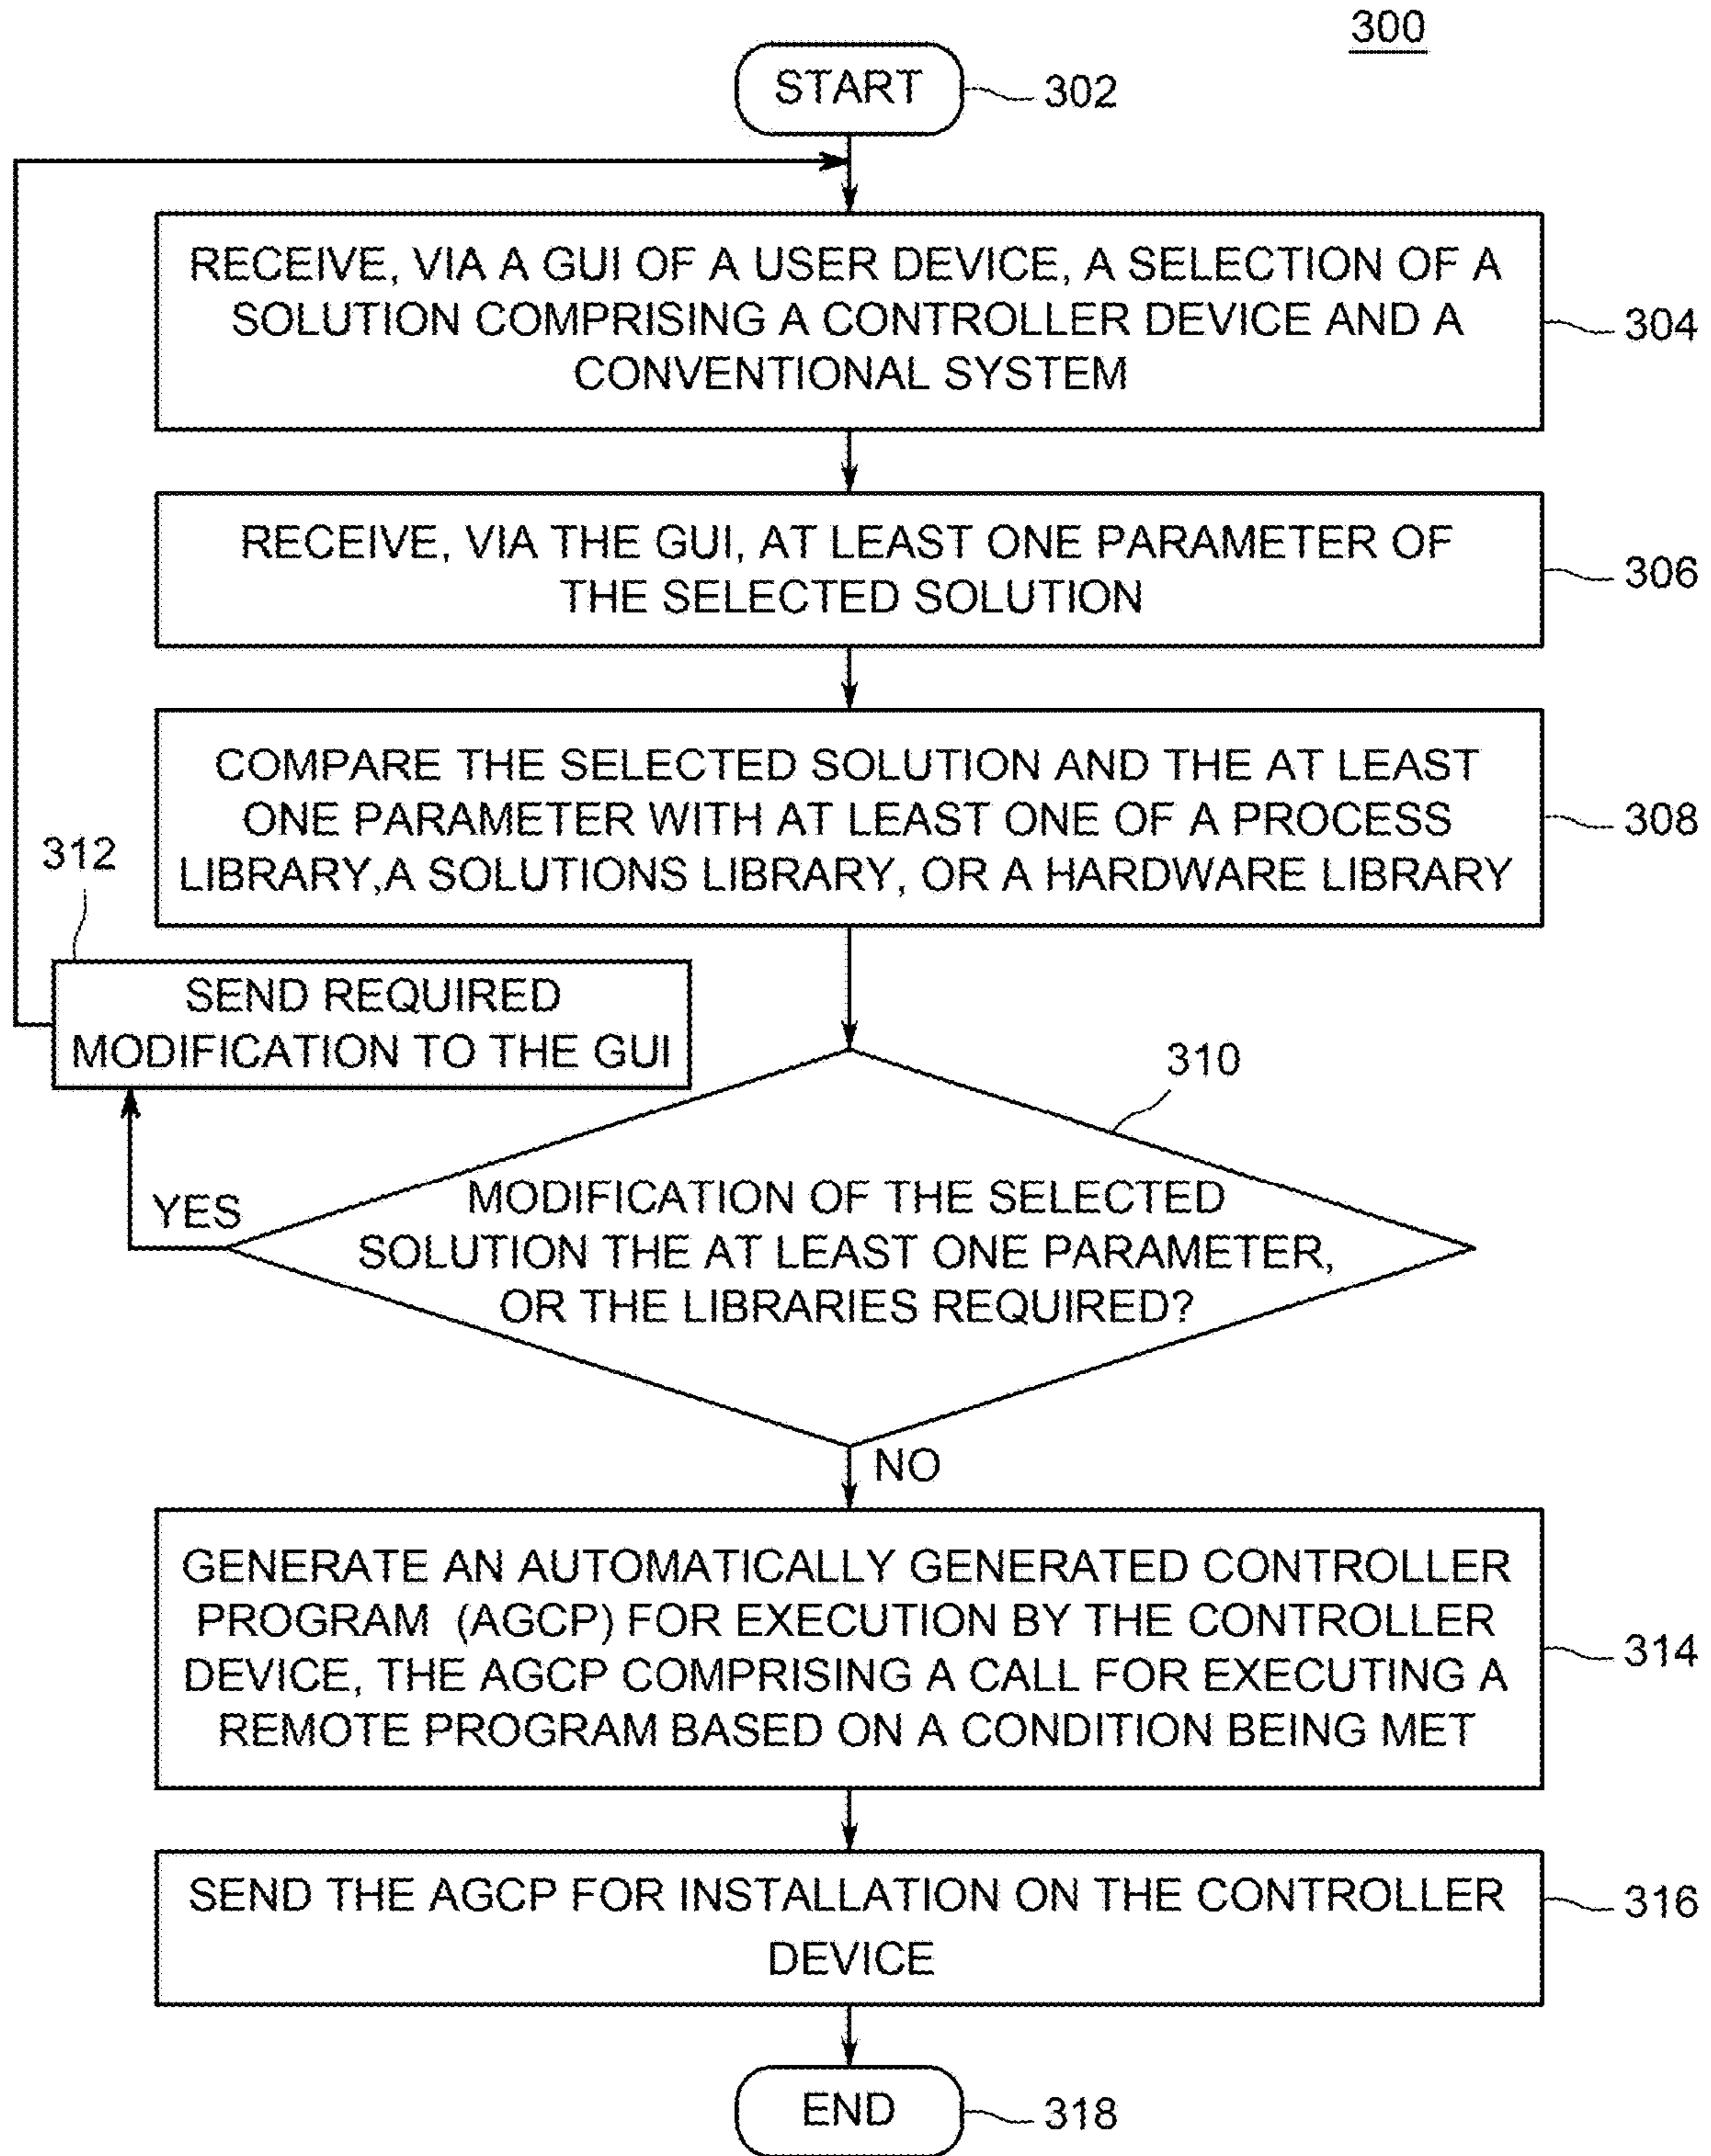 300
START
302
RECEIVE, VIA A GUI OF A USER DEVICE, A SELECTION OF A
SOLUTION COMPRISING A CONTROLLER DEVICE AND A
CONVENTIONAL SYSTEM
304
RECEIVE, VIA THE GUI, AT LEAST ONE PARAMETER OF
THE SELECTED SOLUTION
306
COMPARE THE SELECTED SOLUTION AND THE AT LEAST
ONE PARAMETER WITH AT LEAST ONE OF A PROCESS
LIBRARY,A SOLUTIONS LIBRARY, OR A HARDWARE LIBRARY
308
312
SEND REQUIRED
MODIFICATION TO THE GUI
310
YES
MODIFICATION OF THE SELECTED
SOLUTION THE AT LEAST ONE PARAMETER,
OR THE LIBRARIES REQUIRED?
NO
GENERATE AN AUTOMATICALLY GENERATED CONTROLLER
PROGRAM (AGCP) FOR EXECUTION BY THE CONTROLLER
DEVICE, THE AGCP COMPRISING A CALL FOR EXECUTING A
REMOTE PROGRAM BASED ON A CONDITION BEING MET
314
SEND THE AGCP FOR INSTALLATION ON THE CONTROLLER
DEVICE
316
END
318